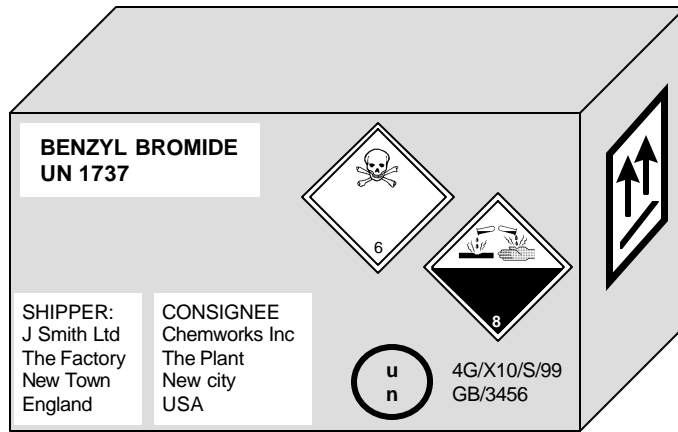 BENZYL BROMIDE
UN 1737
6
8
SHIPPER:
J Smith Ltd
The Factory
New Town
England
CONSIGNEE
Chemworks Inc
The Plant
New city
USA
u
n
4G/X10/S/99
GB/3456